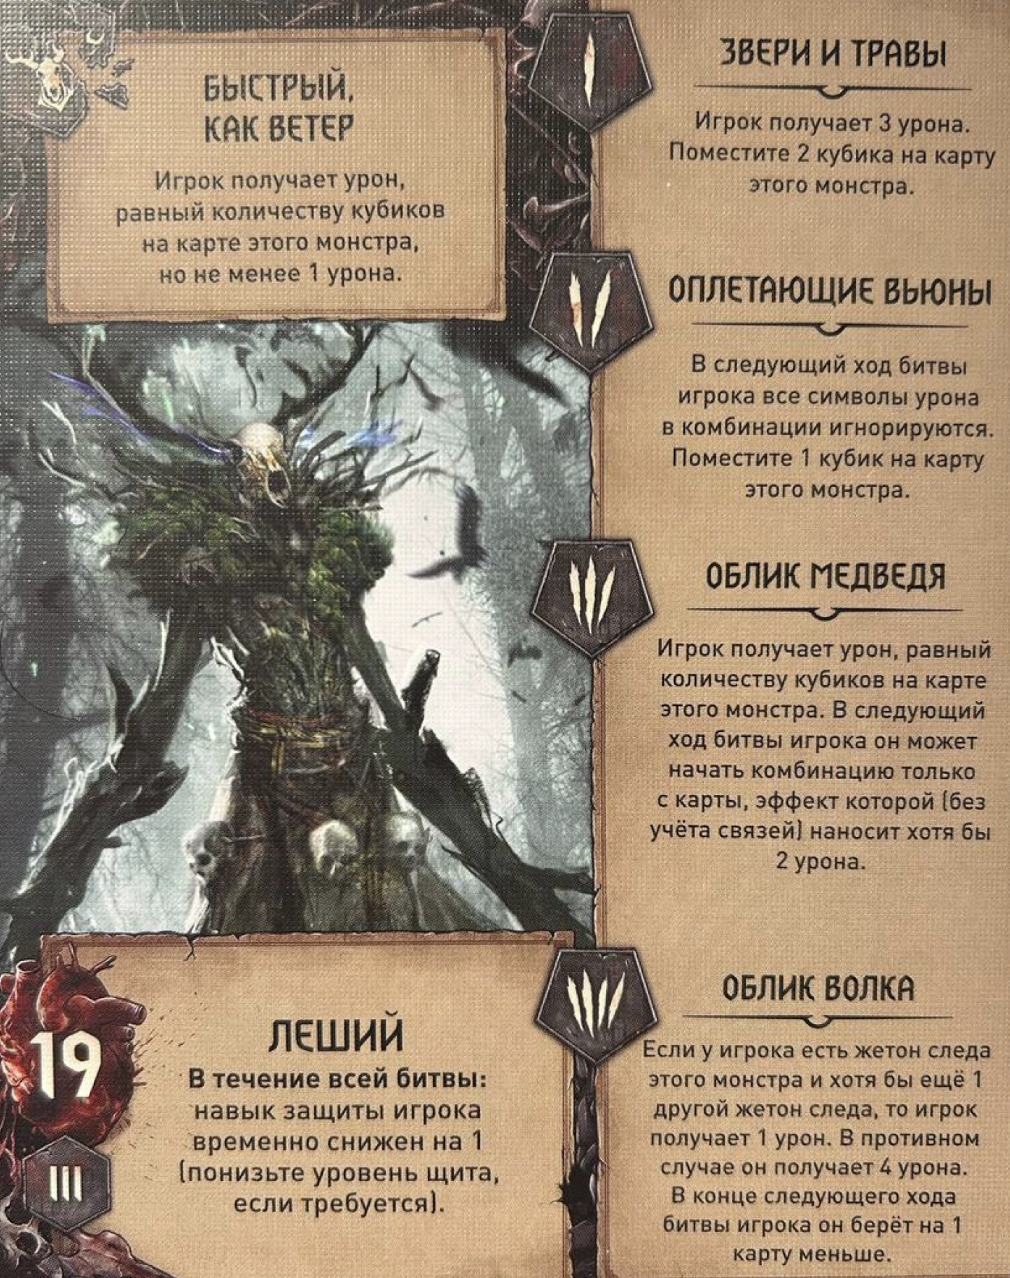 БЫСТРЫЙ,
КАК ВЕТЕР
Игрок получает урон,
равный количеству кубиков
на карте этого монстра,
но не менее 1 урона.
19
III
ЛЕШИЙ
В течение всей битвы:
навык защиты игрока
временно снижен на 1
(понизьте уровень щита,
если требуется).
ЗВЕРИ И ТРАВЫ
Игрок получает 3 урона.
Поместите 2 кубика на карту
этого монстра.
ОПЛЕТАЮЩИЕ ВЬЮНЫ
В следующий ход битвы
игрока все символы урона
в комбинации игнорируются.
Поместите 1 кубик на карту
этого монстра.
ОБЛИК МЕДВЕДЯ
Игрок получает урон, равный
количеству кубиков на карте
этого монстра. В следующий
ход битвы игрока он может
начать комбинацию только
с карты, эффект которой (без
учёта связей) наносит хотя бы
2 урона.
ОБЛИК ВОЛКА
Если у игрока есть жетон следа
этого монстра и хотя бы ещё 1
другой жетон следа, то игрок
получает 1 урон. В противном
случае он получает 4 урона.
В конце следующего хода
битвы игрока он берёт на 1
карту меньше.